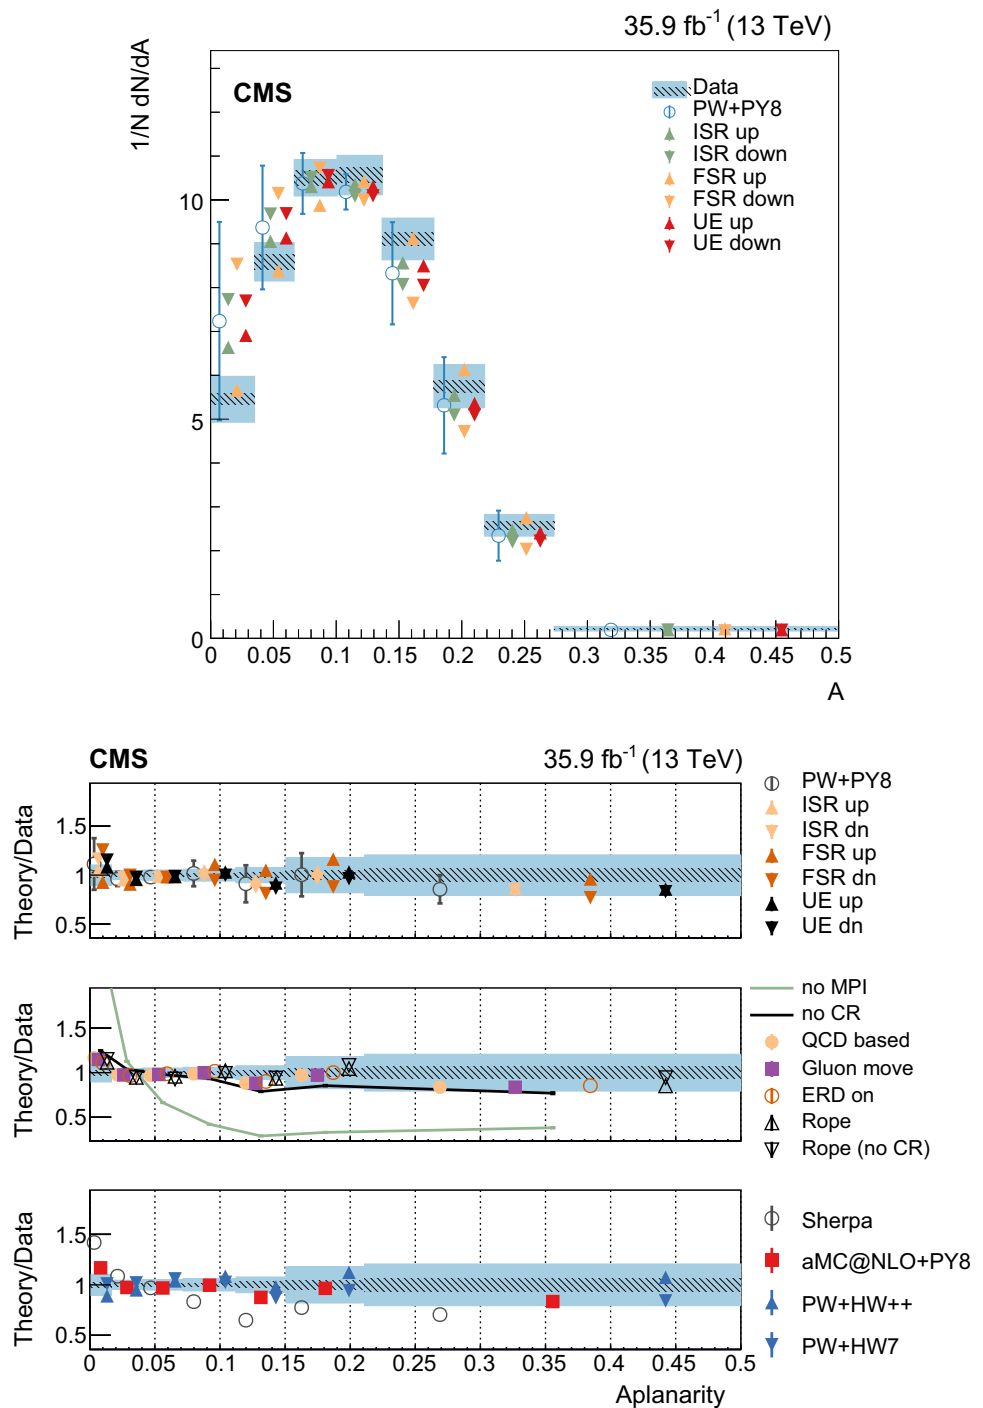 35.9 fb⁻¹ (13 TeV)
1/N dN/dA
CMS
Data
PW+PY8
ISR up
ISR down
FSR up
FSR down
UE up
UE down
10
5
0
0 0.05 0.1 0.15 0.2 0.25 0.3 0.35 0.4 0.45 0.5
A
CMS 35.9 fb⁻¹ (13 TeV)
Theory/Data
1.5
1
0.5
PW+PY8
ISR up
ISR dn
FSR up
FSR dn
UE up
UE dn
Theory/Data
1.5
1
0.5
no MPI
no CR
QCD based
Gluon move
ERD on
Rope
Rope (no CR)
Theory/Data
1.5
1
0.5
Sherpa
aMC@NLO+PY8
PW+HW++
PW+HW7
0 0.05 0.1 0.15 0.2 0.25 0.3 0.35 0.4 0.45 0.5
Aplanarity